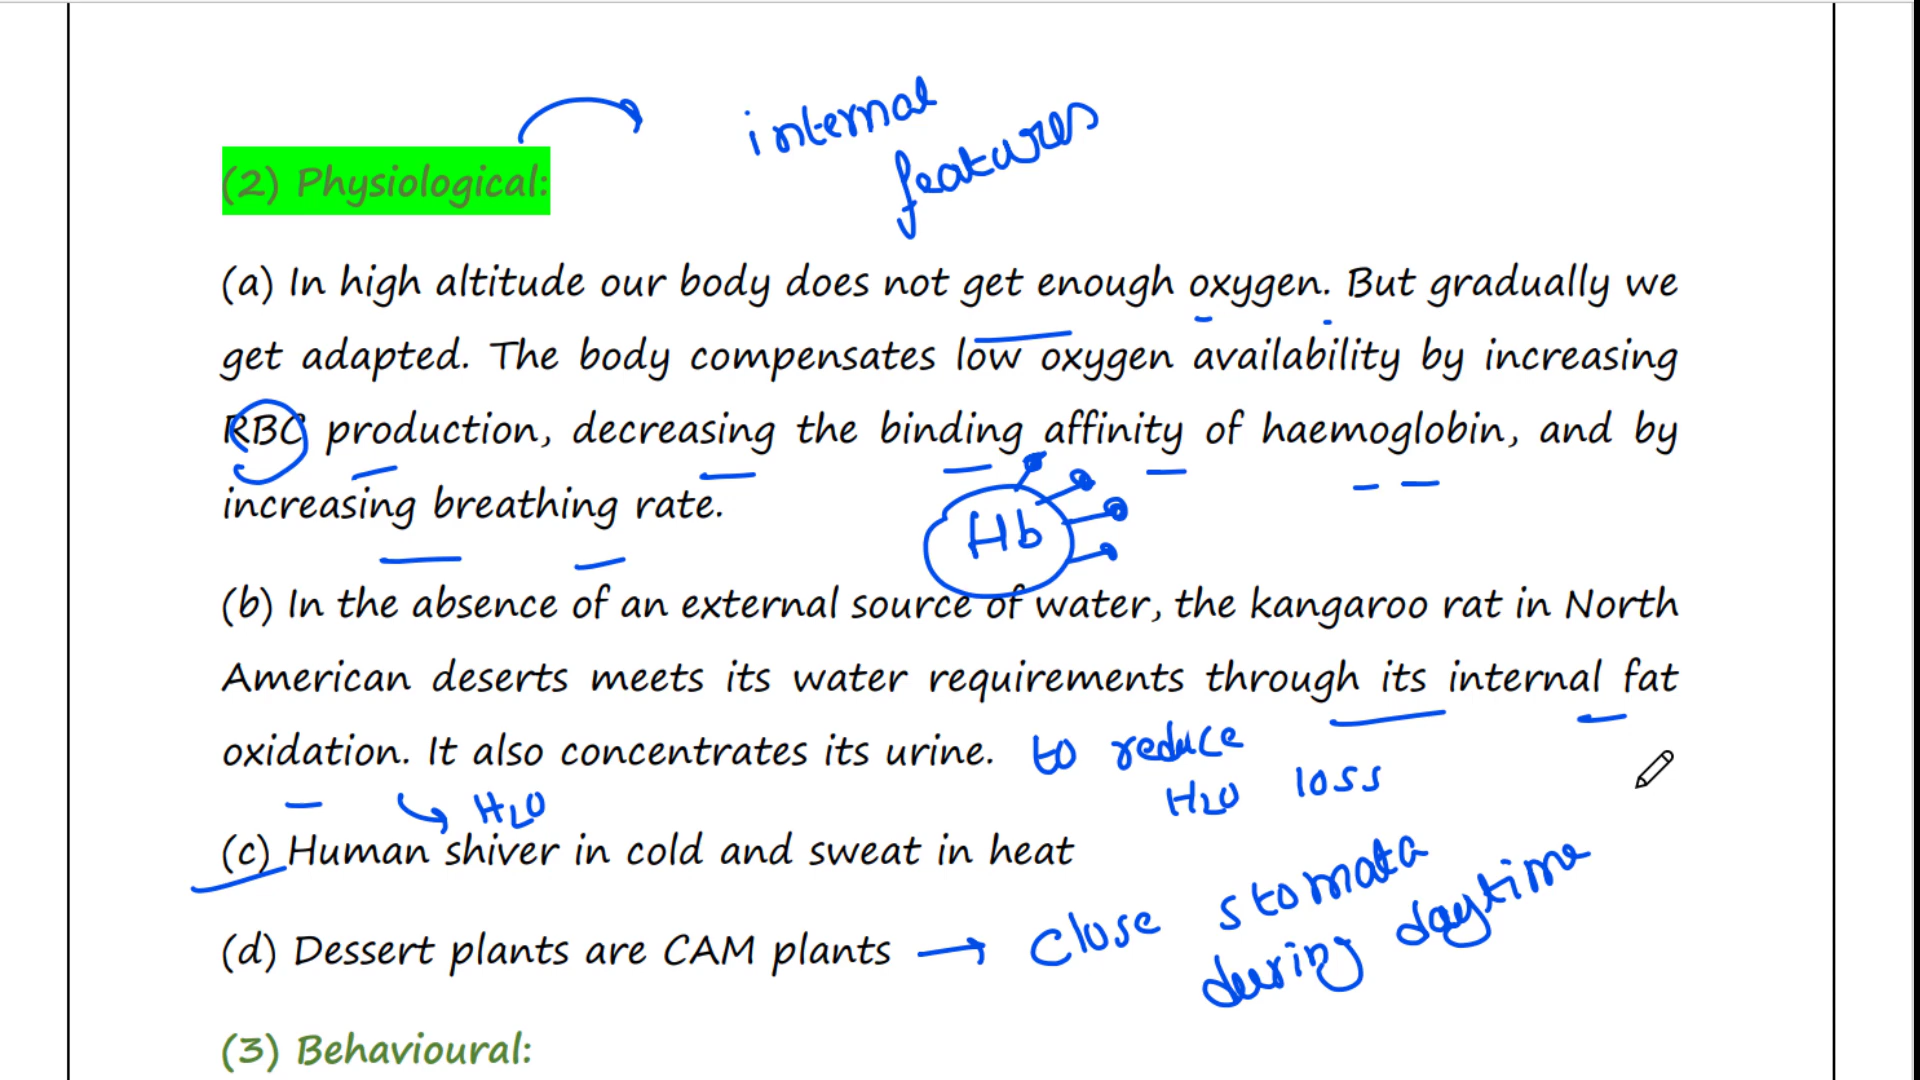 internal
features
(2) Physiological:
(a) In high altitude our body does not get enough oxygen. But gradually we
get adapted. The body compensates low oxygen availability by increasing
RBC production, decreasing the binding affinity of haemoglobin, and by
increasing breathing rate.
Hb
(b) In the absence of an external source of water, the kangaroo rat in North
American deserts meets its water requirements through its internal fat
oxidation. It also concentrates its urine. to reduce
H2O loss
H2O
(c) Human shiver in cold and sweat in heat
(d) Dessert plants are CAM plants → Close stomata
during daytime
(3) Behavioural: